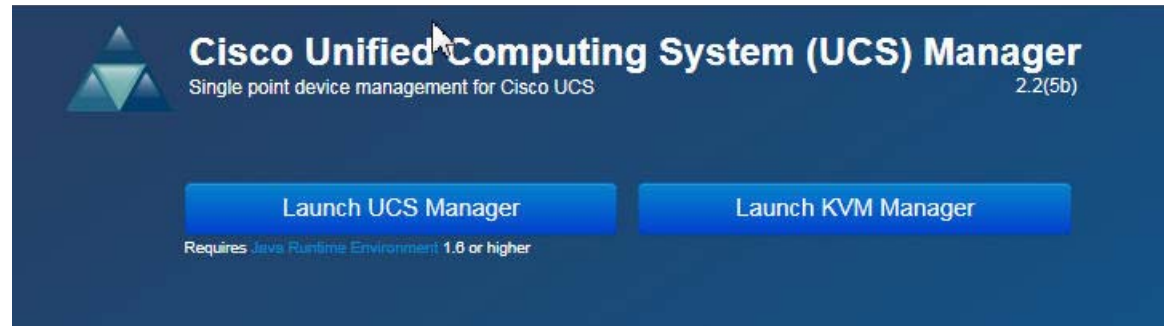 Cisco Unified Computing System (UCS) Manager
Single point device management for Cisco UCS
2.2(5b)
Launch UCS Manager
Launch KVM Manager
Requires Java Runtime Environment 1.6 or higher